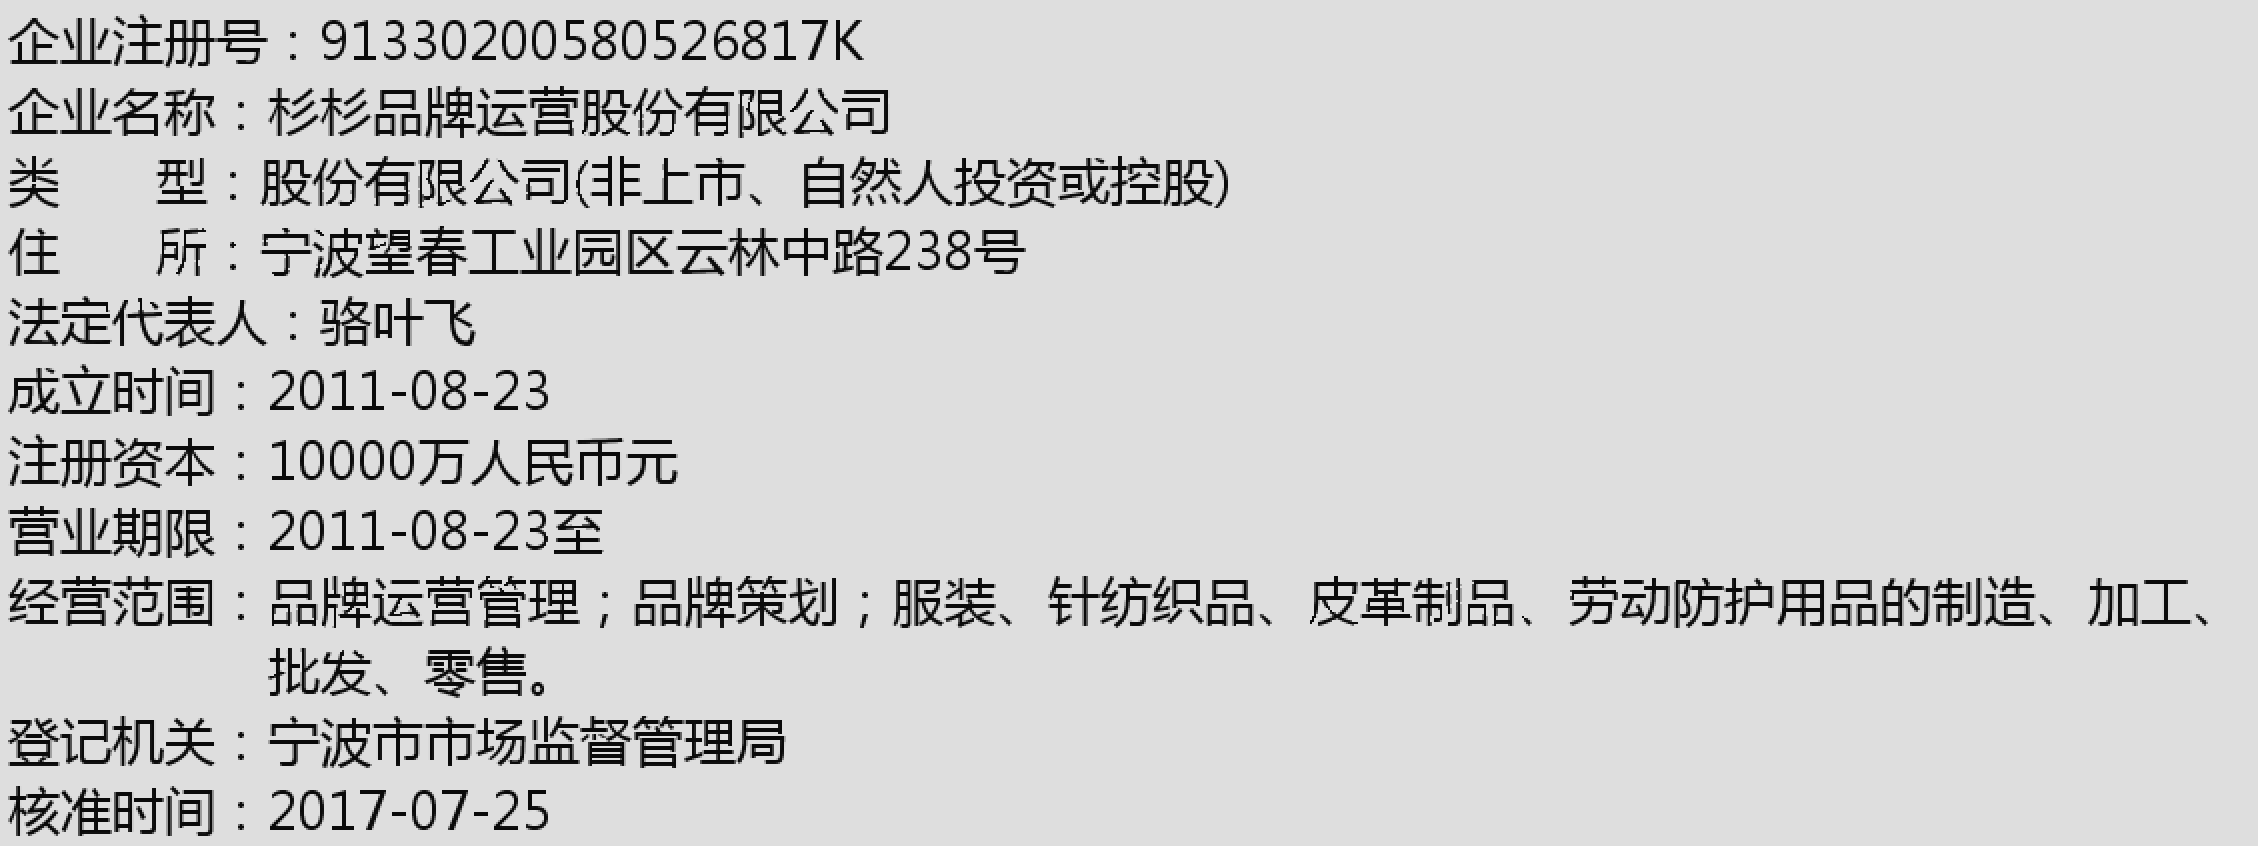 企业注册号：91330200580526817K
企业名称：杉杉品牌运营股份有限公司
类　　型：股份有限公司(非上市、自然人投资或控股)
住　　所：宁波望春工业园区云林中路238号
法定代表人：骆叶飞
成立时间：2011-08-23
注册资本：10000万人民币元
营业期限：2011-08-23至
经营范围：品牌运营管理；品牌策划；服装、针纺织品、皮革制品、劳动防护用品的制造、加工、
批发、零售。
登记机关：宁波市市场监督管理局
核准时间：2017-07-25